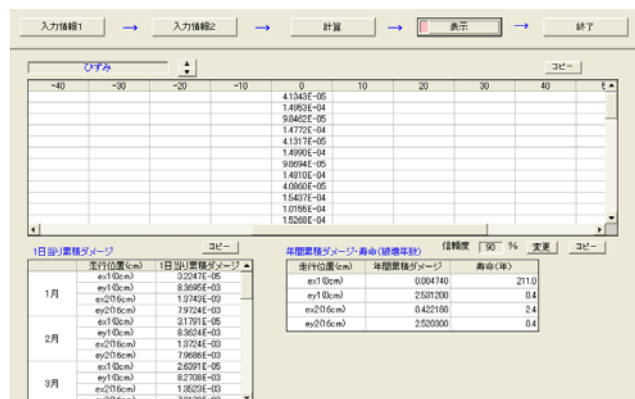 入力情報1 → 入力情報2 → 計算 → 表示 → 終了
ひずみ コピー
-40 -30 -20 -10 0 10 20 30 40
4.1343E-05
1.4953E-04
9.8462E-05
1.4772E-04
4.1317E-05
1.4990E-04
9.8694E-05
1.4810E-04
4.0860E-05
1.5437E-04
1.0165E-04
1.5260E-04
1日当り累積ダメージ コピー
走行位置(cm) 1日当り累積ダメージ
1月
ex1(0cm) 3.2247E-05
ey1(0cm) 8.3695E-03
ex2(16cm) 1.3743E-03
ey2(16cm) 7.9724E-03
2月
ex1(0cm) 3.1791E-05
ey1(0cm) 8.3624E-03
ex2(16cm) 1.3724E-03
ey2(16cm) 7.9686E-03
3月
ex1(0cm) 2.6391E-05
ey1(0cm) 8.2708E-03
ex2(16cm) 1.3523E-03
年間累積ダメージ・寿命(破壊年数) 信頼度 90 % 変更 コピー
走行位置(cm) 年間累積ダメージ 寿命(年)
ex1(0cm) 0.004740 211.0
ey1(0cm) 2.531200 0.4
ex2(16cm) 0.422180 2.4
ey2(16cm) 2.520300 0.4